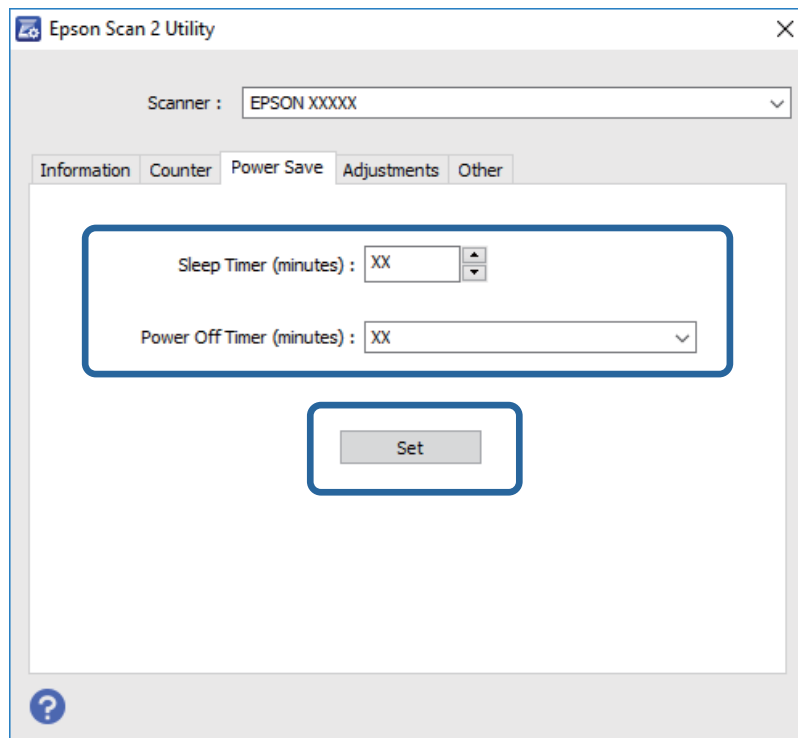 Epson Scan 2 Utility
Scanner : EPSON XXXXX
Information Counter Power Save Adjustments Other
Sleep Timer (minutes) : XX
Power Off Timer (minutes) : XX
Set
?